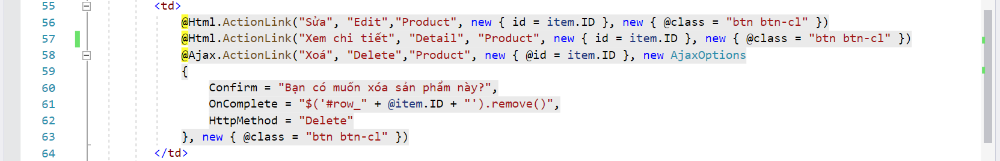 55 <td>
56 @Html.ActionLink("Sửa", "Edit","Product", new { id = item.ID }, new { @class = "btn btn-cl" })
57 @Html.ActionLink("Xem chi tiết", "Detail", "Product", new { id = item.ID }, new { @class = "btn btn-cl" })
58 @Ajax.ActionLink("Xoá", "Delete","Product", new { @id = item.ID }, new AjaxOptions
59 {
60 Confirm = "Bạn có muốn xóa sản phẩm này?",
61 OnComplete = "$('#row_" + @item.ID + "').remove()",
62 HttpMethod = "Delete"
63 }, new { @class = "btn btn-cl" })
64 </td>